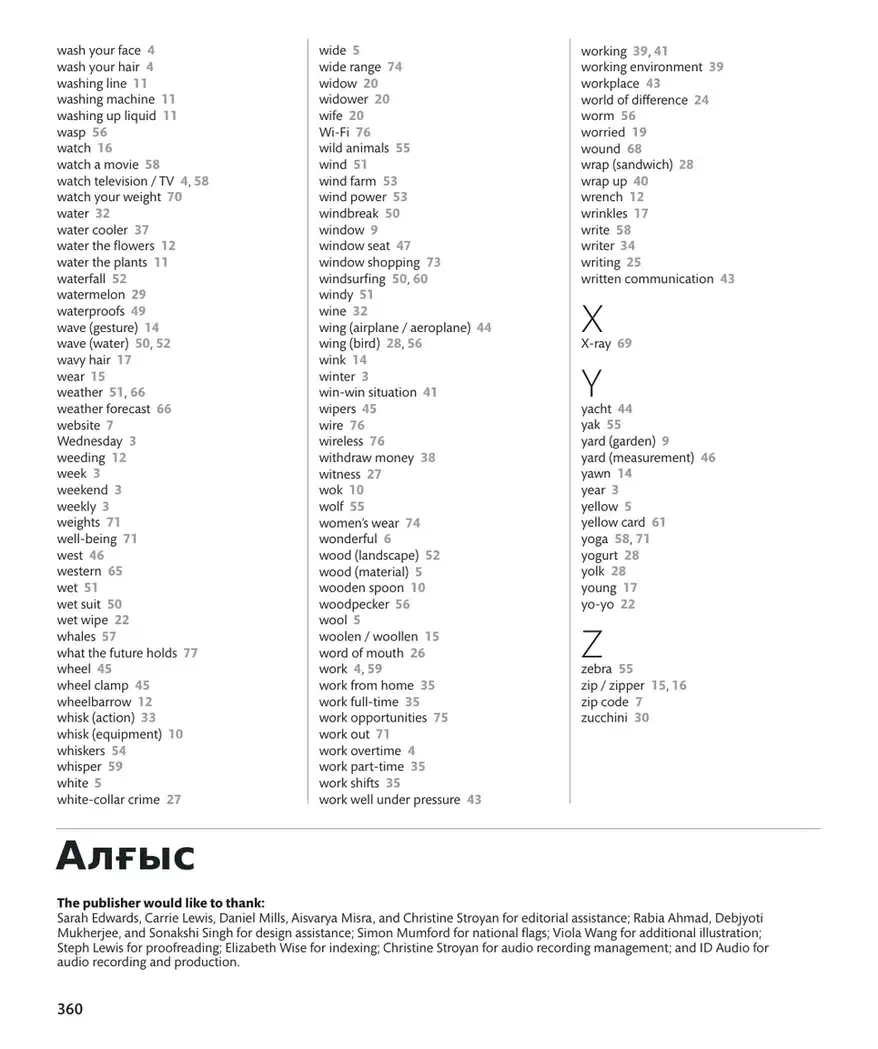 wash your face 4
wash your hair 4
washing line 11
washing machine 11
washing up liquid 11
wasp 56
watch 16
watch a movie 58
watch television / TV 4, 58
watch your weight 70
water 32
water cooler 37
water the flowers 12
water the plants 11
waterfall 52
watermelon 29
waterproofs 49
wave (gesture) 14
wave (water) 50, 52
wavy hair 17
wear 15
weather 51, 66
weather forecast 66
website 7
Wednesday 3
weeding 12
week 3
weekend 3
weekly 3
weights 71
well-being 71
west 46
western 65
wet 51
wet suit 50
wet wipe 22
whales 57
what the future holds 77
wheel 45
wheel clamp 45
wheelbarrow 12
whisk (action) 33
whisk (equipment) 10
whiskers 54
whisper 59
white 5
white-collar crime 27
wide 5
wide range 74
widow 20
widower 20
wife 20
Wi-Fi 76
wild animals 55
wind 51
wind farm 53
wind power 53
windbreak 50
window 9
window seat 47
window shopping 73
windsurfing 50, 60
windy 51
wine 32
wing (airplane / aeroplane) 44
wing (bird) 28, 56
wink 14
winter 3
win-win situation 41
wipers 45
wire 76
wireless 76
withdraw money 38
witness 27
wok 10
wolf 55
women's wear 74
wonderful 6
wood (landscape) 52
wood (material) 5
wooden spoon 10
woodpecker 56
wool 5
woolen / woollen 15
word of mouth 26
work 4, 59
work from home 35
work full-time 35
work opportunities 75
work out 71
work overtime 4
work part-time 35
work shifts 35
work well under pressure 43
working 39, 41
working environment 39
workplace 43
world of difference 24
worm 56
worried 19
wound 68
wrap (sandwich) 28
wrap up 40
wrench 12
wrinkles 17
write 58
writer 34
writing 25
written communication 43
X
X-ray 69
Y
yacht 44
yak 55
yard (garden) 9
yard (measurement) 46
yawn 14
year 3
yellow 5
yellow card 61
yoga 58, 71
yogurt 28
yolk 28
young 17
yo-yo 22
Z
zebra 55
zip / zipper 15, 16
zip code 7
zucchini 30
Алғыс
The publisher would like to thank:
Sarah Edwards, Carrie Lewis, Daniel Mills, Aisvarya Misra, and Christine Stroyan for editorial assistance; Rabia Ahmad, Debjyoti
Mukherjee, and Sonakshi Singh for design assistance; Simon Mumford for national flags; Viola Wang for additional illustration;
Steph Lewis for proofreading; Elizabeth Wise for indexing; Christine Stroyan for audio recording management; and ID Audio for
audio recording and production.
360